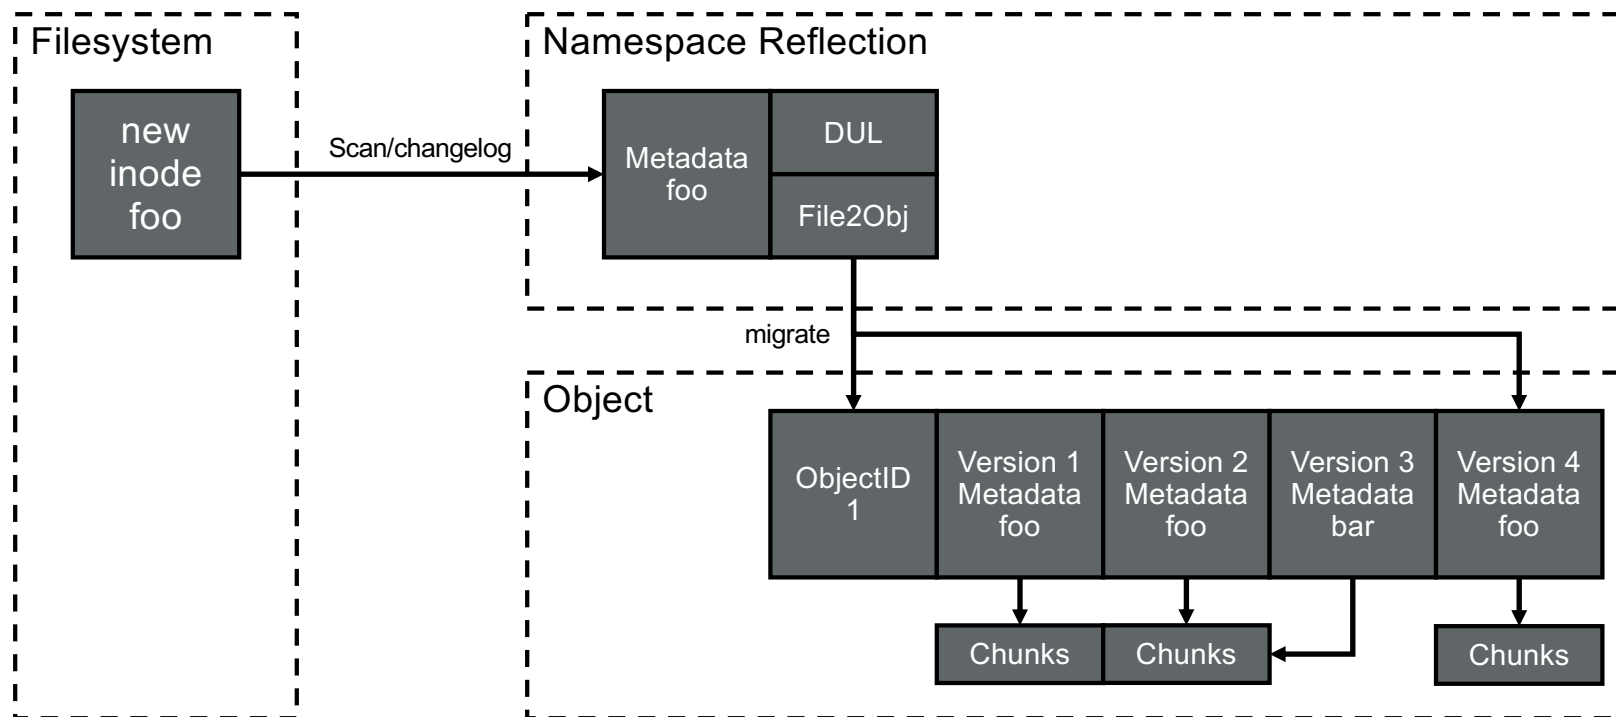 Filesystem
Namespace Reflection
new
inode
foo
Scan/changelog
Metadata
foo
DUL
File2Obj
migrate
Object
ObjectID
1
Version 1
Metadata
foo
Version 2
Metadata
foo
Version 3
Metadata
bar
Version 4
Metadata
foo
Chunks
Chunks
Chunks